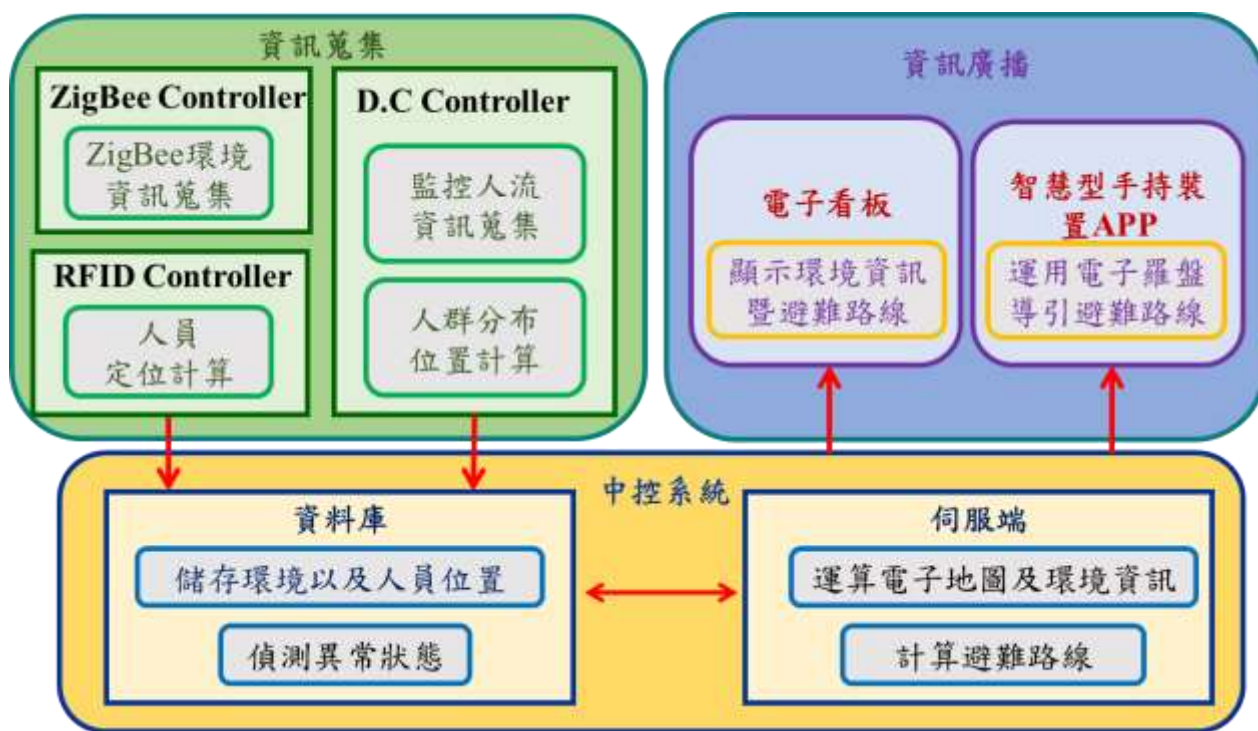 資訊蒐集
ZigBee Controller
ZigBee環境
資訊蒐集
RFID Controller
人員
定位計算
D.C Controller
監控人流
資訊蒐集
人群分布
位置計算
資訊廣播
電子看板
顯示環境資訊
暨避難路線
智慧型手持裝
置APP
運用電子羅盤
導引避難路線
中控系統
資料庫
儲存環境以及人員位置
偵測異常狀態
伺服端
運算電子地圖及環境資訊
計算避難路線